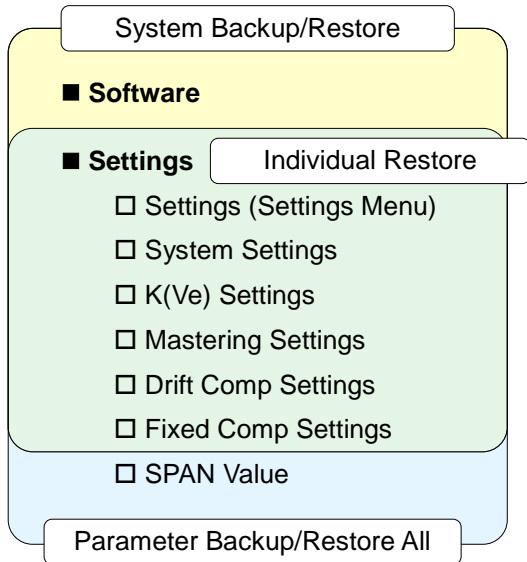 System Backup/Restore
■ Software
■ Settings Individual Restore
□ Settings (Settings Menu)
□ System Settings
□ K(Ve) Settings
□ Mastering Settings
□ Drift Comp Settings
□ Fixed Comp Settings
□ SPAN Value
Parameter Backup/Restore All